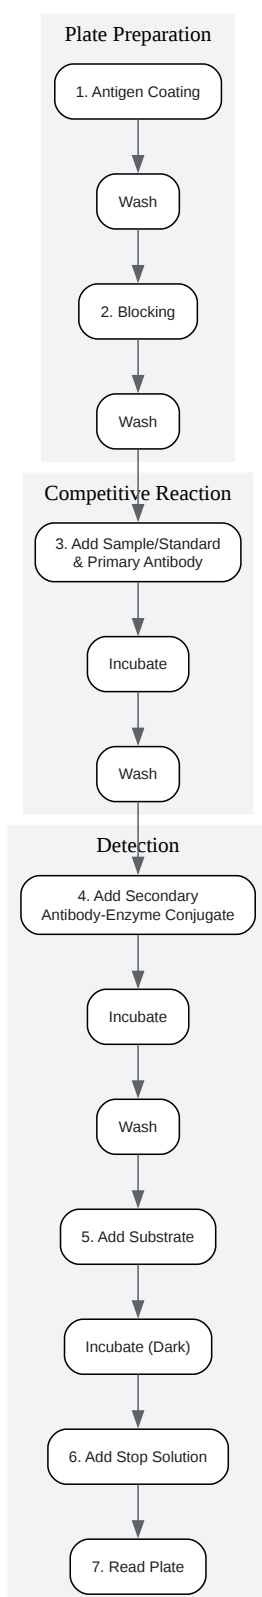 Plate Preparation
1. Antigen Coating
Wash
2. Blocking
Wash
Competitive Reaction
3. Add Sample/Standard
& Primary Antibody
Incubate
Wash
Detection
4. Add Secondary
Antibody-Enzyme Conjugate
Incubate
Wash
5. Add Substrate
Incubate (Dark)
6. Add Stop Solution
7. Read Plate